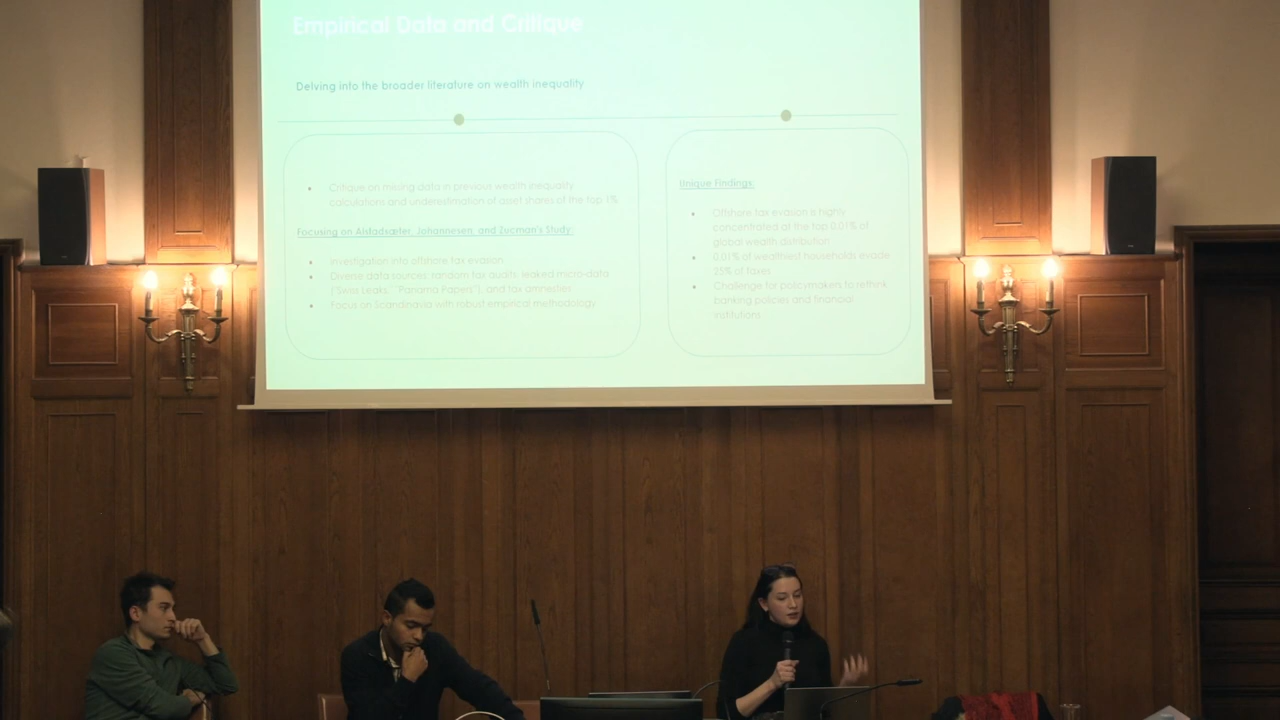 Empirical Data and Critique
Delving into the broader literature on wealth inequality
Critique on missing data in previous wealth inequality
calculations and underestimation of asset shares of the top 1%
Focusing on Alstadsæter, Johannesen, and Zucman's Study:
Investigation into offshore tax evasion
Diverse data sources: random tax audits, leaked micro-data
("Swiss Leaks," "Panama Papers"), and tax amnesties
Focus on Scandinavia with robust empirical methodology
Unique Findings:
Offshore tax evasion is highly
concentrated at the top 0.01% of
global wealth distribution
0.01% of wealthiest households evade
25% of taxes
Challenge for policymakers to rethink
banking policies and financial
institutions